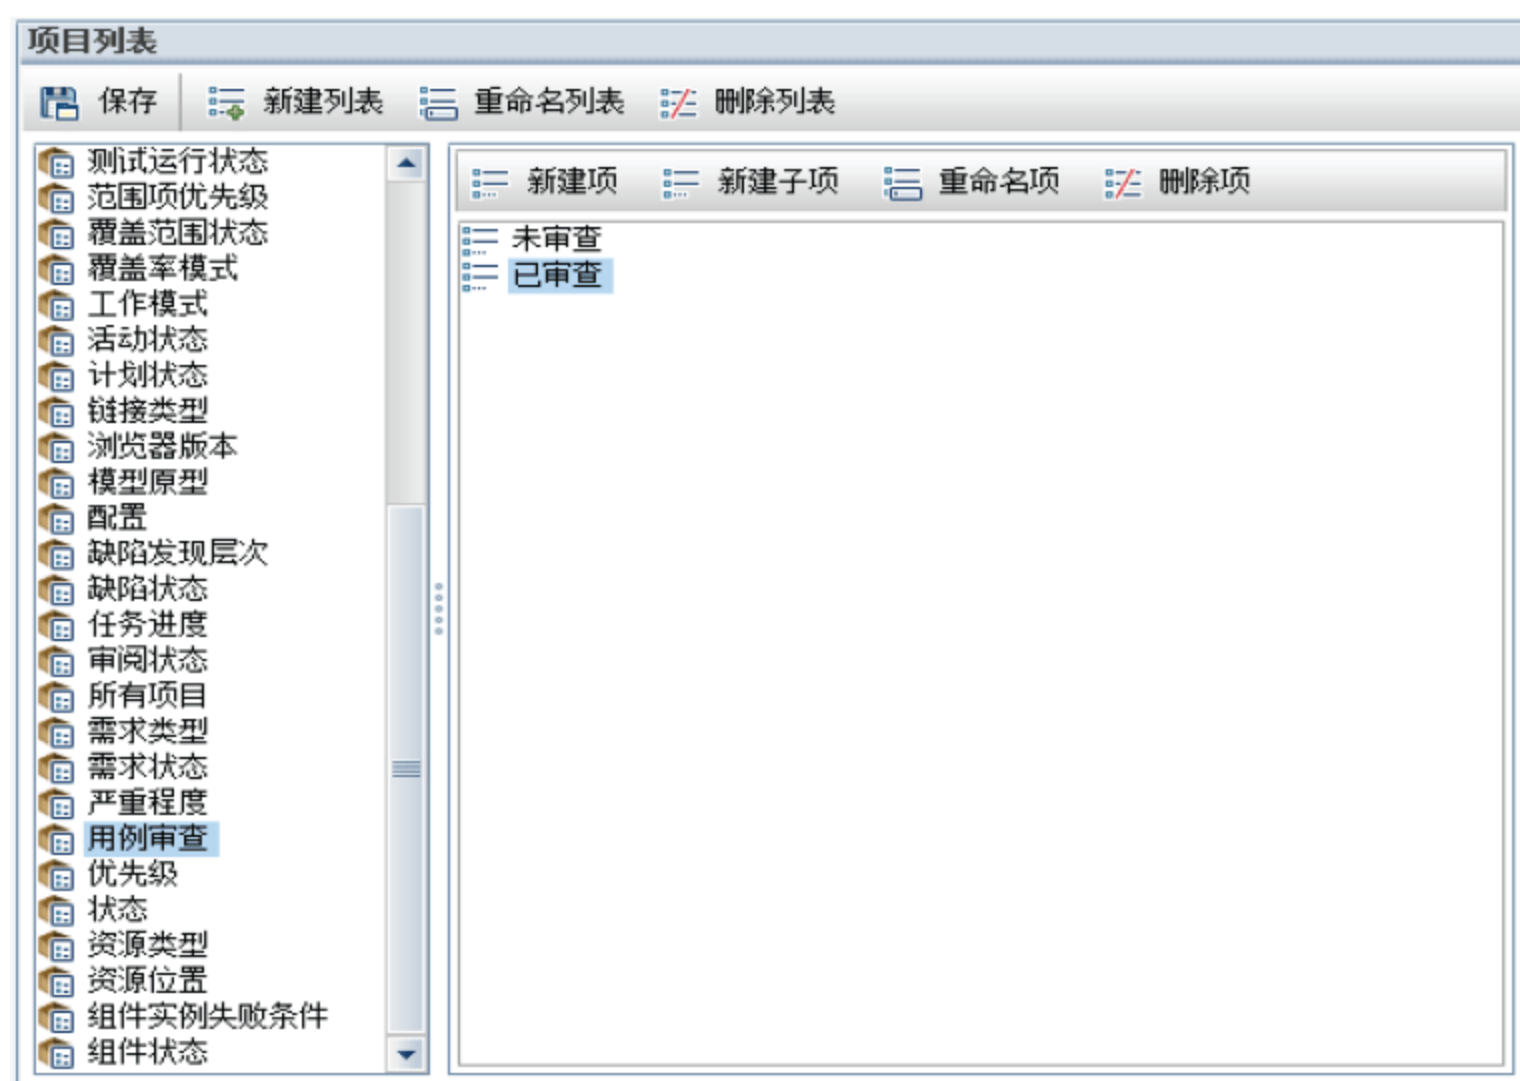 项目列表
保存 新建列表 重命名列表 删除列表
测试运行状态
范围项优先级
覆盖范围状态
覆盖率模式
工作模式
活动状态
计划状态
链接类型
浏览器版本
模型原型
配置
缺陷发现层次
缺陷状态
任务进度
审阅状态
所有项目
需求类型
需求状态
严重程度
用例审查
优先级
状态
资源类型
资源位置
组件实例失败条件
组件状态
新建项 新建子项 重命名项 删除项
未审查
已审查